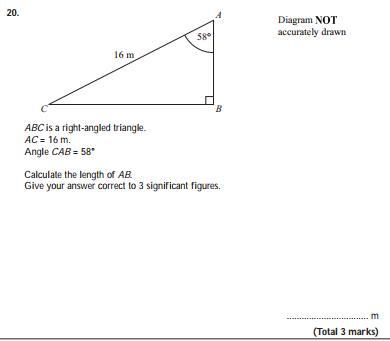 20.
A
Diagram NOT
accurately drawn
58°
16 m
C
B
ABC is a right-angled triangle.
AC = 16 m.
Angle CAB = 58°
Calculate the length of AB.
Give your answer correct to 3 significant figures.
................................ m
(Total 3 marks)